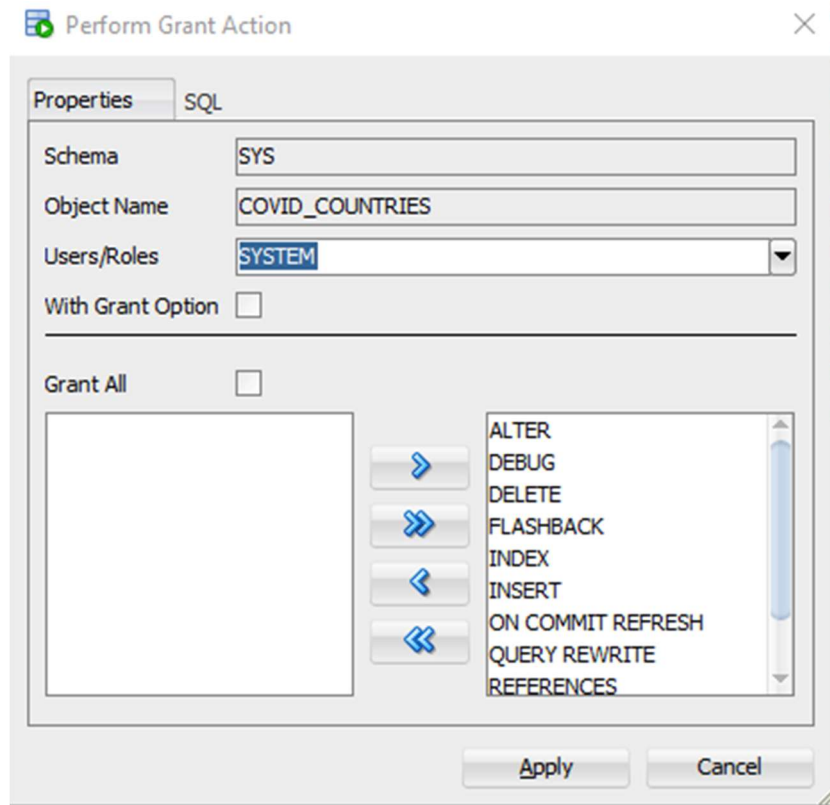 Perform Grant Action
Properties SQL
Schema SYS
Object Name COVID_COUNTRIES
Users/Roles SYSTEM
With Grant Option
Grant All
ALTER
DEBUG
DELETE
FLASHBACK
INDEX
INSERT
ON COMMIT REFRESH
QUERY REWRITE
REFERENCES
Apply Cancel